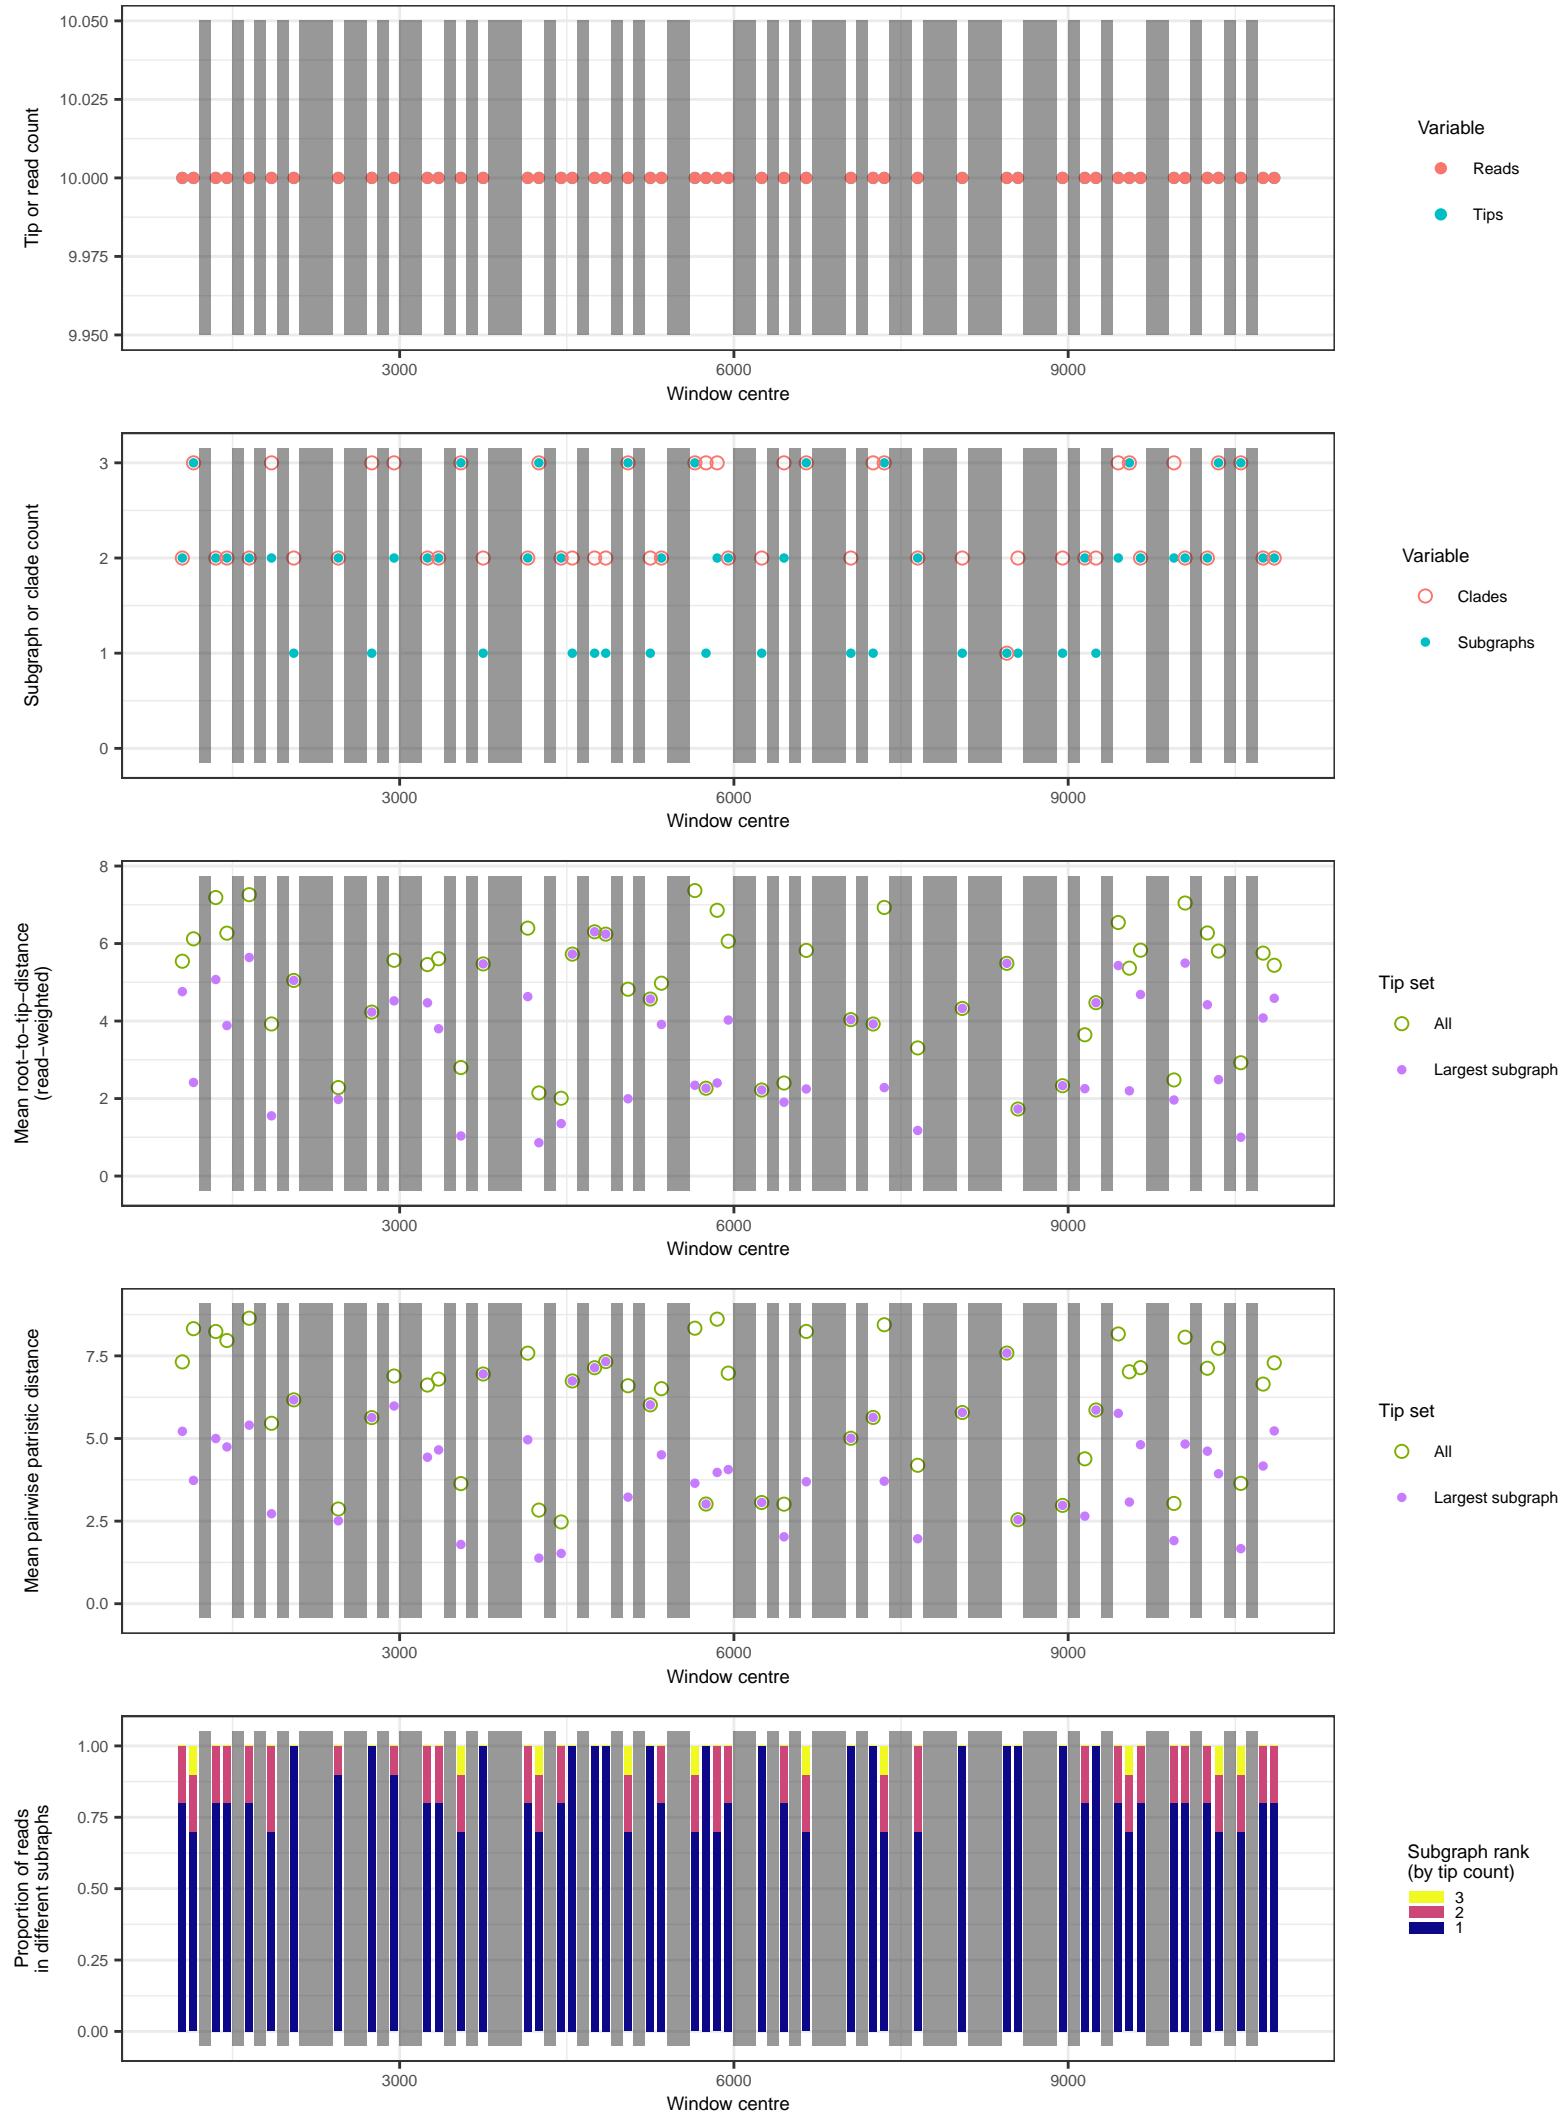 10.050
10.025
10.000
9.975
9.950
Tip or read count
3000
6000
9000
Window centre
Variable
Reads
Tips
3
2
1
0
Subgraph or clade count
3000
6000
9000
Window centre
Variable
Clades
Subgraphs
8
6
4
2
0
Mean root−to−tip−distance
(read−weighted)
3000
6000
9000
Window centre
Tip set
All
Largest subgraph
7.5
5.0
2.5
0.0
Mean pairwise patristic distance
3000
6000
9000
Window centre
Tip set
All
Largest subgraph
1.00
0.75
0.50
0.25
0.00
Proportion of reads
in different subraphs
3000
6000
9000
Window centre
Subgraph rank
(by tip count)
3
2
1